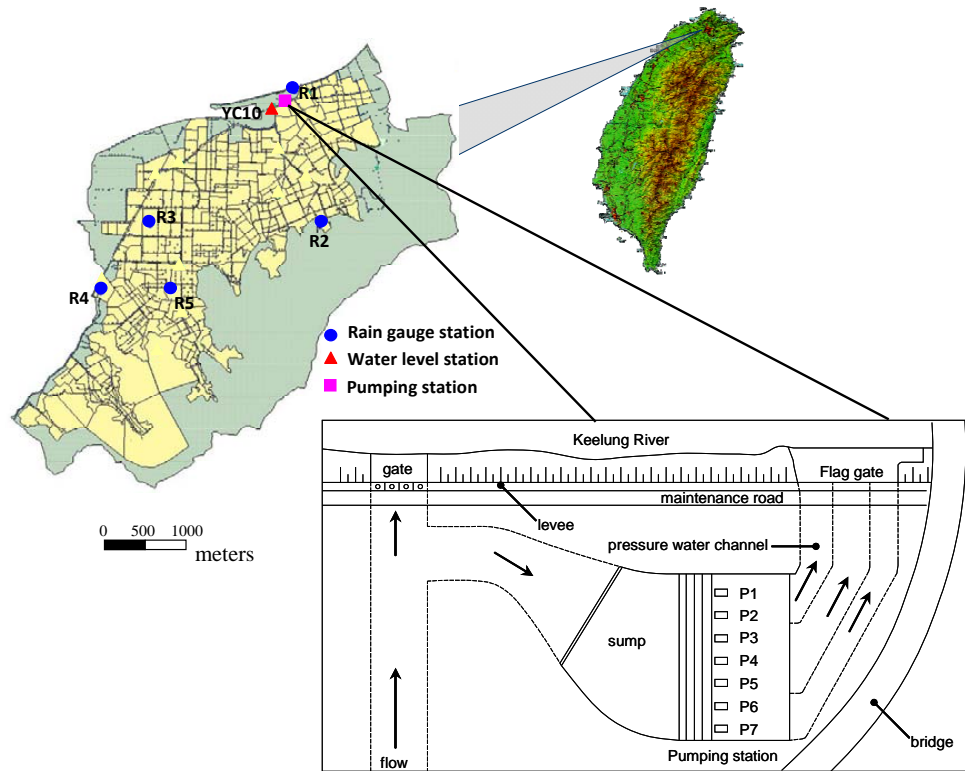 R1
YC10
R3
R2
R4
R5
Rain gauge station
Water level station
Pumping station
0 500 1000
meters
Keelung River
gate
Flag gate
maintenance road
levee
pressure water channel
P1
P2
P3
P4
P5
P6
P7
sump
bridge
Pumping station
flow